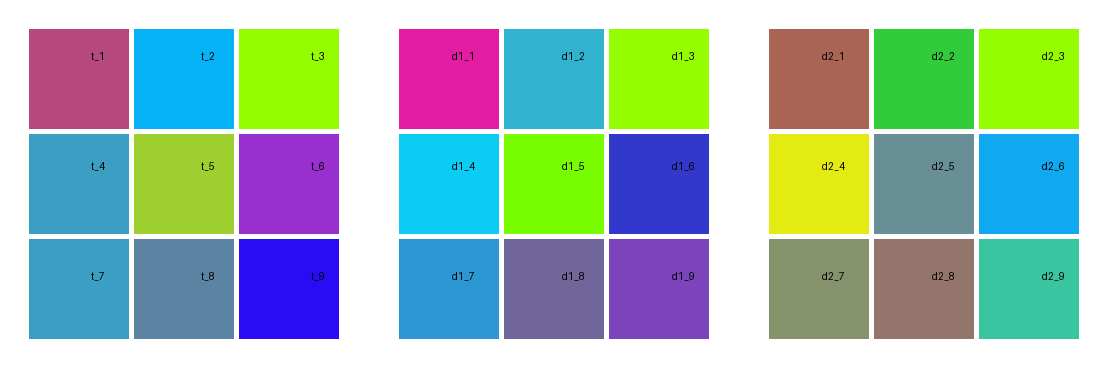 t_1 t_2 t_3 d1_1 d1_2 d1_3 d2_1 d2_2 d2_3
t_4 t_5 t_6 d1_4 d1_5 d1_6 d2_4 d2_5 d2_6
t_7 t_8 t_9 d1_7 d1_8 d1_9 d2_7 d2_8 d2_9